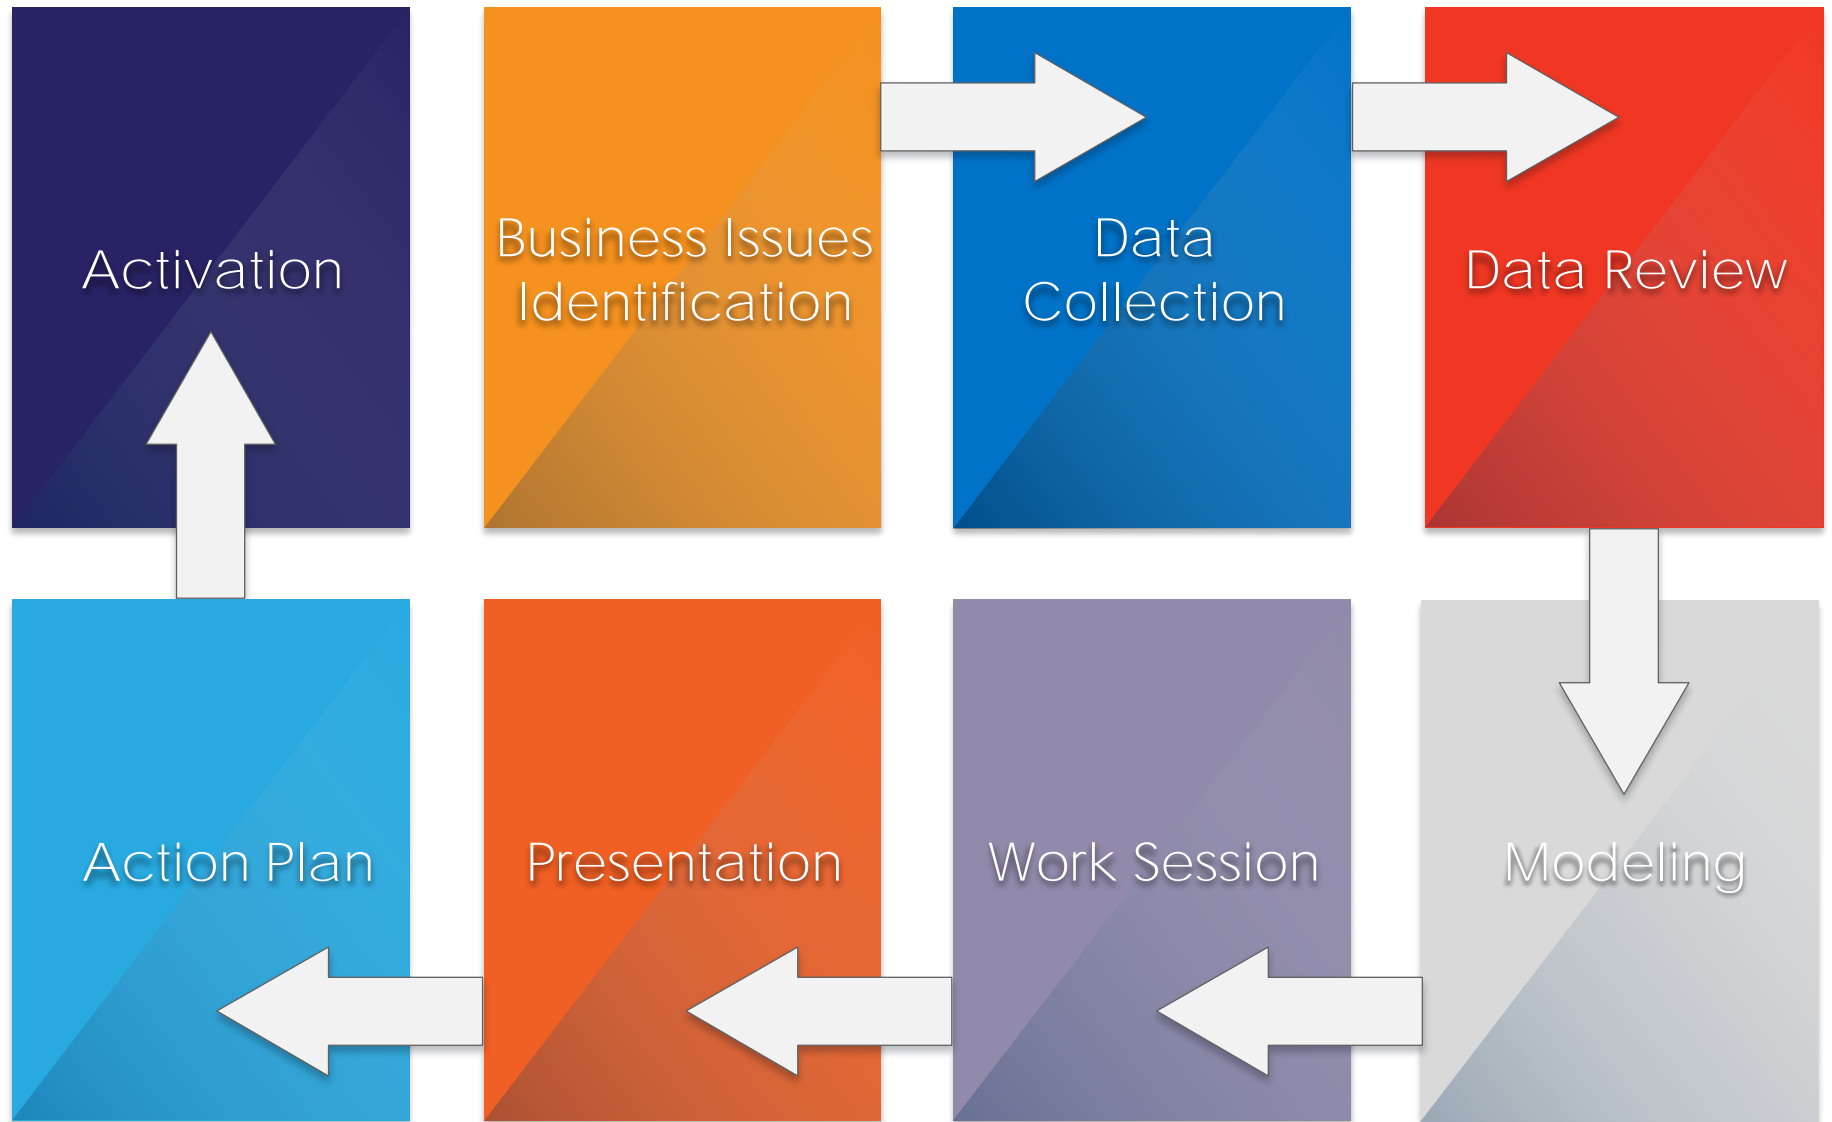 Activation
Business Issues
Identification
Data
Collection
Data Review
Action Plan
Presentation
Work Session
Modeling